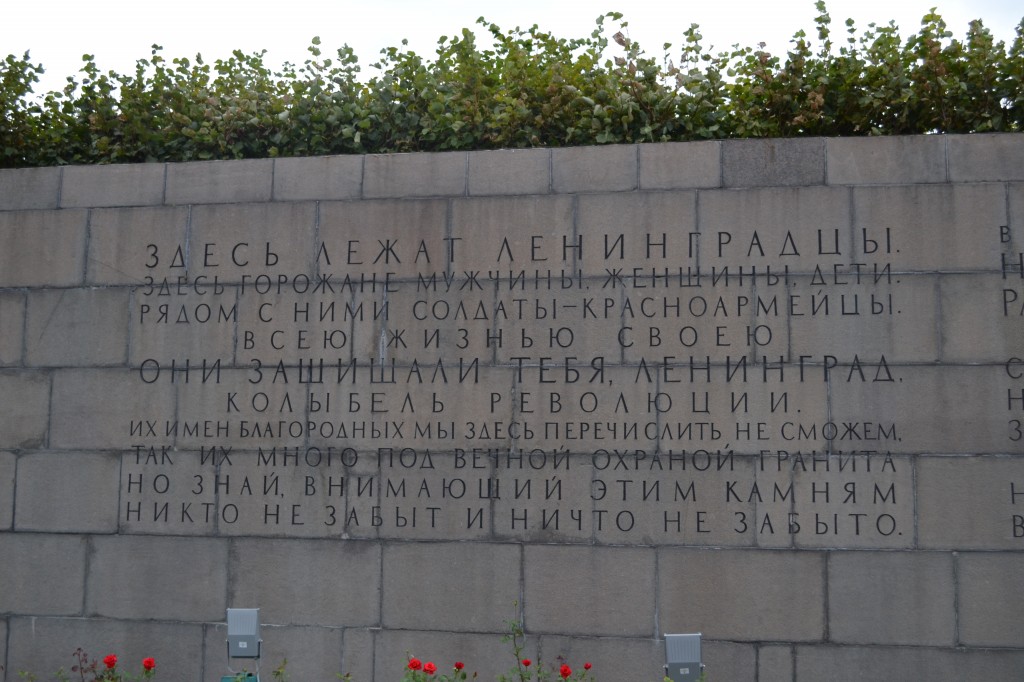 ЗДЕСЬ ЛЕЖАТ ЛЕНИНГРАДЦЫ.
ЗДЕСЬ ГОРОЖАНЕ МУЖЧИНЫ, ЖЕНЩИНЫ, ДЕТИ.
РЯДОМ С НИМИ СОЛДАТЫ-КРАСНОАРМЕЙЦЫ.
ВСЕЮ ЖИЗНЬЮ СВОЕЮ
ОНИ ЗАЩИЩАЛИ ТЕБЯ, ЛЕНИНГРАД,
КОЛЫБЕЛЬ РЕВОЛЮЦИИ.
ИХ ИМЕН БЛАГОРОДНЫХ МЫ ЗДЕСЬ ПЕРЕЧИСЛИТЬ НЕ СМОЖЕМ,
ТАК ИХ МНОГО ПОД ВЕЧНОЙ ОХРАНОЙ ГРАНИТА
НО ЗНАЙ, ВНИМАЮЩИЙ ЭТИМ КАМНЯМ
НИКТО НЕ ЗАБЫТ И НИЧТО НЕ ЗАБЫТО.